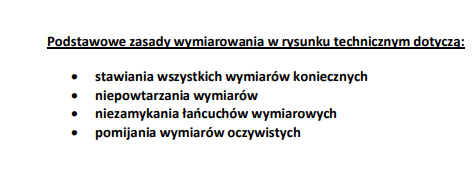 Podstawowe zasady wymiarowania w rysunku technicznym dotyczą:
• stawiania wszystkich wymiarów koniecznych
• niepowtarzania wymiarów
• niezamykania łańcuchów wymiarowych
• pomijania wymiarów oczywistych